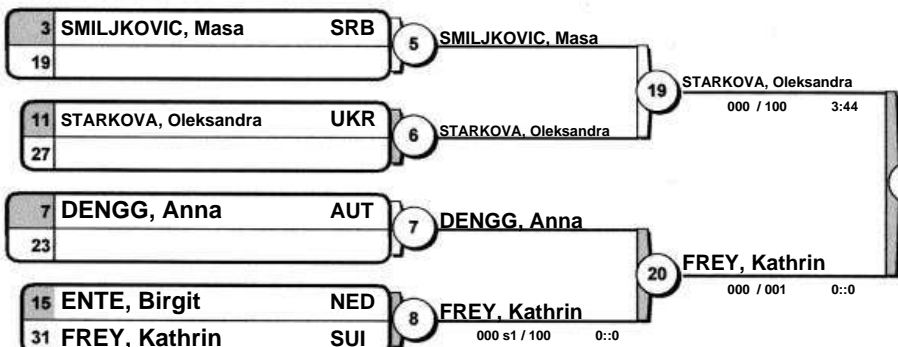 3 SMILJKOVIC, Masa SRB
19
5 SMILJKOVIC, Masa
11 STARKOVA, Oleksandra UKR
27
6 STARKOVA, Oleksandra
19 STARKOVA, Oleksandra
000 / 100 3:44
7 DENGG, Anna AUT
23
7 DENGG, Anna
15 ENTE, Birgit NED
31 FREY, Kathrin SUI
8 FREY, Kathrin
000 s1 / 100 0::0
20 FREY, Kathrin
000 / 001 0::0